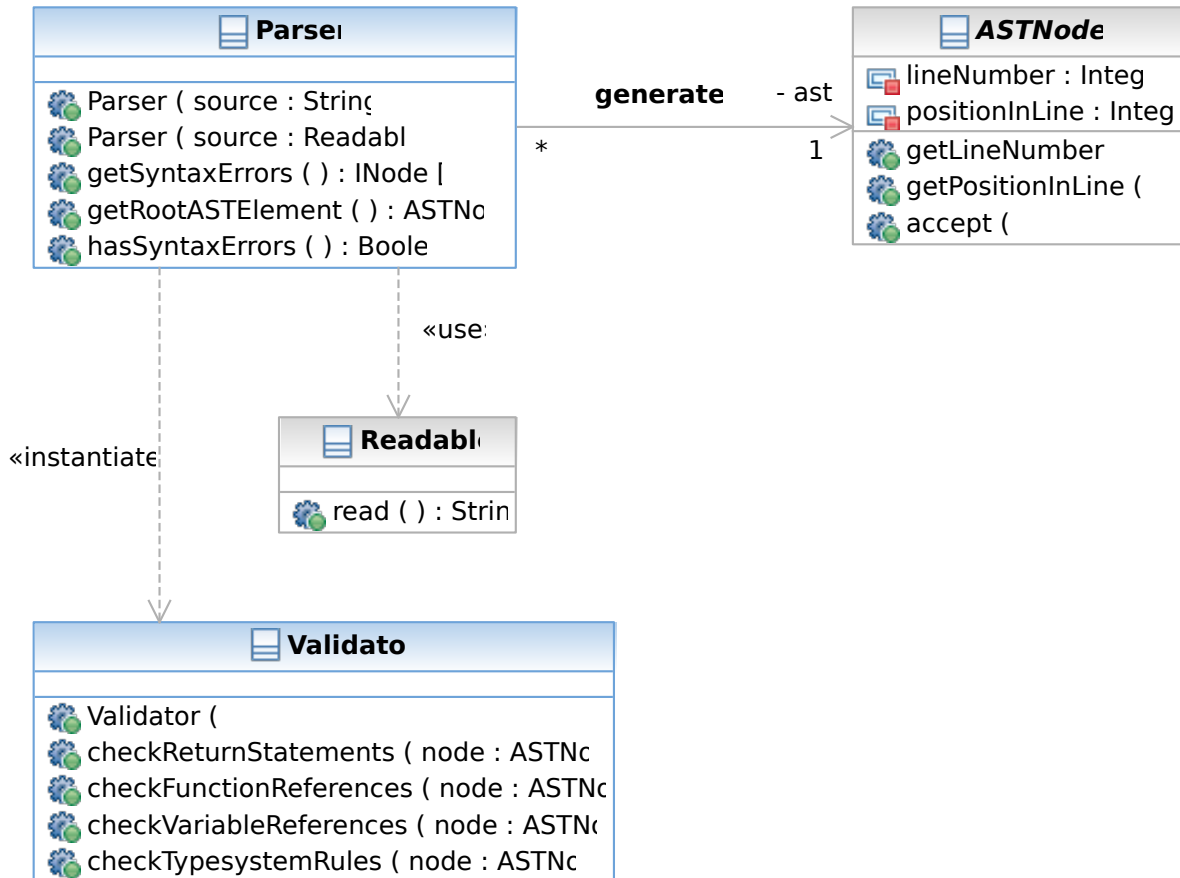 Parser
Parser ( source : String
Parser ( source : Readabl
getSyntaxErrors ( ) : INode [
getRootASTElement ( ) : ASTNo
hasSyntaxErrors ( ) : Boole
generate
- ast
*
1
ASTNode
lineNumber : Integ
positionInLine : Integ
getLineNumber
getPositionInLine (
accept (
«use»
«instantiate
Readabl
read ( ) : Strin
Validato
Validator (
checkReturnStatements ( node : ASTNo
checkFunctionReferences ( node : ASTNo
checkVariableReferences ( node : ASTNo
checkTypesystemRules ( node : ASTNo